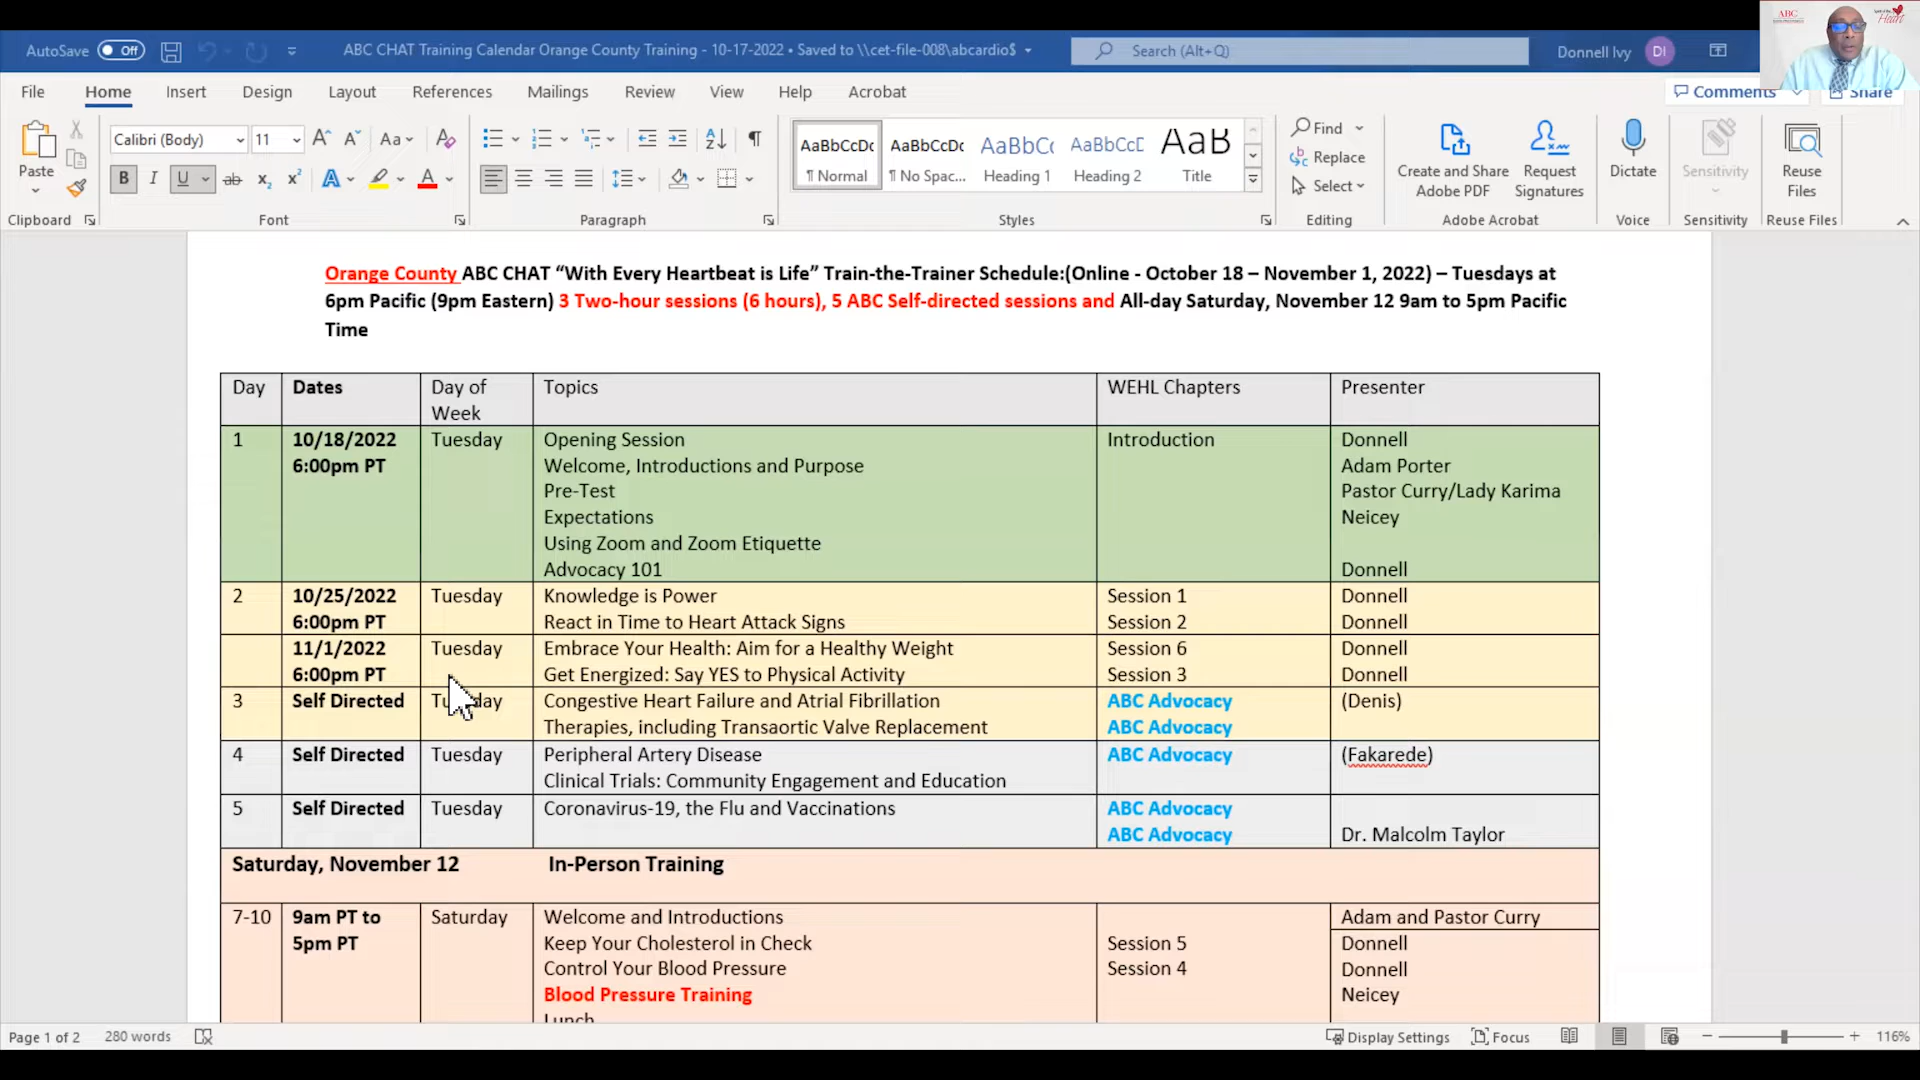 AutoSave Off
ABC CHAT Training Calendar Orange County Training - 10-17-2022 • Saved to \\cet-file-008\abcardio$
Search (Alt+Q)
Donnell Ivy DI
ABC
Heart
File Home Insert Design Layout References Mailings Review View Help Acrobat
Comments Share
Paste
Clipboard
Calibri (Body) 11
Font
Paragraph
AaBbCcDc AaBbCcDc AaBbC AaBbCcD AaB
¶ Normal ¶ No Spac... Heading 1 Heading 2 Title
Styles
Find
Replace
Select
Editing
Create and Share Adobe PDF
Request Signatures
Adobe Acrobat
Dictate
Voice
Sensitivity
Sensitivity
Reuse Files
Reuse Files
Orange County ABC CHAT “With Every Heartbeat is Life” Train-the-Trainer Schedule:(Online - October 18 – November 1, 2022) – Tuesdays at
6pm Pacific (9pm Eastern) 3 Two-hour sessions (6 hours), 5 ABC Self-directed sessions and All-day Saturday, November 12 9am to 5pm Pacific
Time
Day Dates Day of Week Topics WEHL Chapters Presenter
1 10/18/2022 Tuesday Opening Session Introduction Donnell
6:00pm PT Welcome, Introductions and Purpose Adam Porter
Pre-Test Pastor Curry/Lady Karima
Expectations Neicey
Using Zoom and Zoom Etiquette
Advocacy 101 Donnell
2 10/25/2022 Tuesday Knowledge is Power Session 1 Donnell
6:00pm PT React in Time to Heart Attack Signs Session 2 Donnell
11/1/2022 Tuesday Embrace Your Health: Aim for a Healthy Weight Session 6 Donnell
6:00pm PT Get Energized: Say YES to Physical Activity Session 3 Donnell
3 Self Directed Tuesday Congestive Heart Failure and Atrial Fibrillation ABC Advocacy (Denis)
Therapies, including Transaortic Valve Replacement ABC Advocacy
4 Self Directed Tuesday Peripheral Artery Disease ABC Advocacy (Fakarede)
Clinical Trials: Community Engagement and Education
5 Self Directed Tuesday Coronavirus-19, the Flu and Vaccinations ABC Advocacy
ABC Advocacy Dr. Malcolm Taylor
Saturday, November 12 In-Person Training
7-10 9am PT to Saturday Welcome and Introductions Adam and Pastor Curry
5pm PT Keep Your Cholesterol in Check Session 5 Donnell
Control Your Blood Pressure Session 4 Donnell
Blood Pressure Training Neicey
Lunch
Page 1 of 2 280 words Display Settings Focus 116%